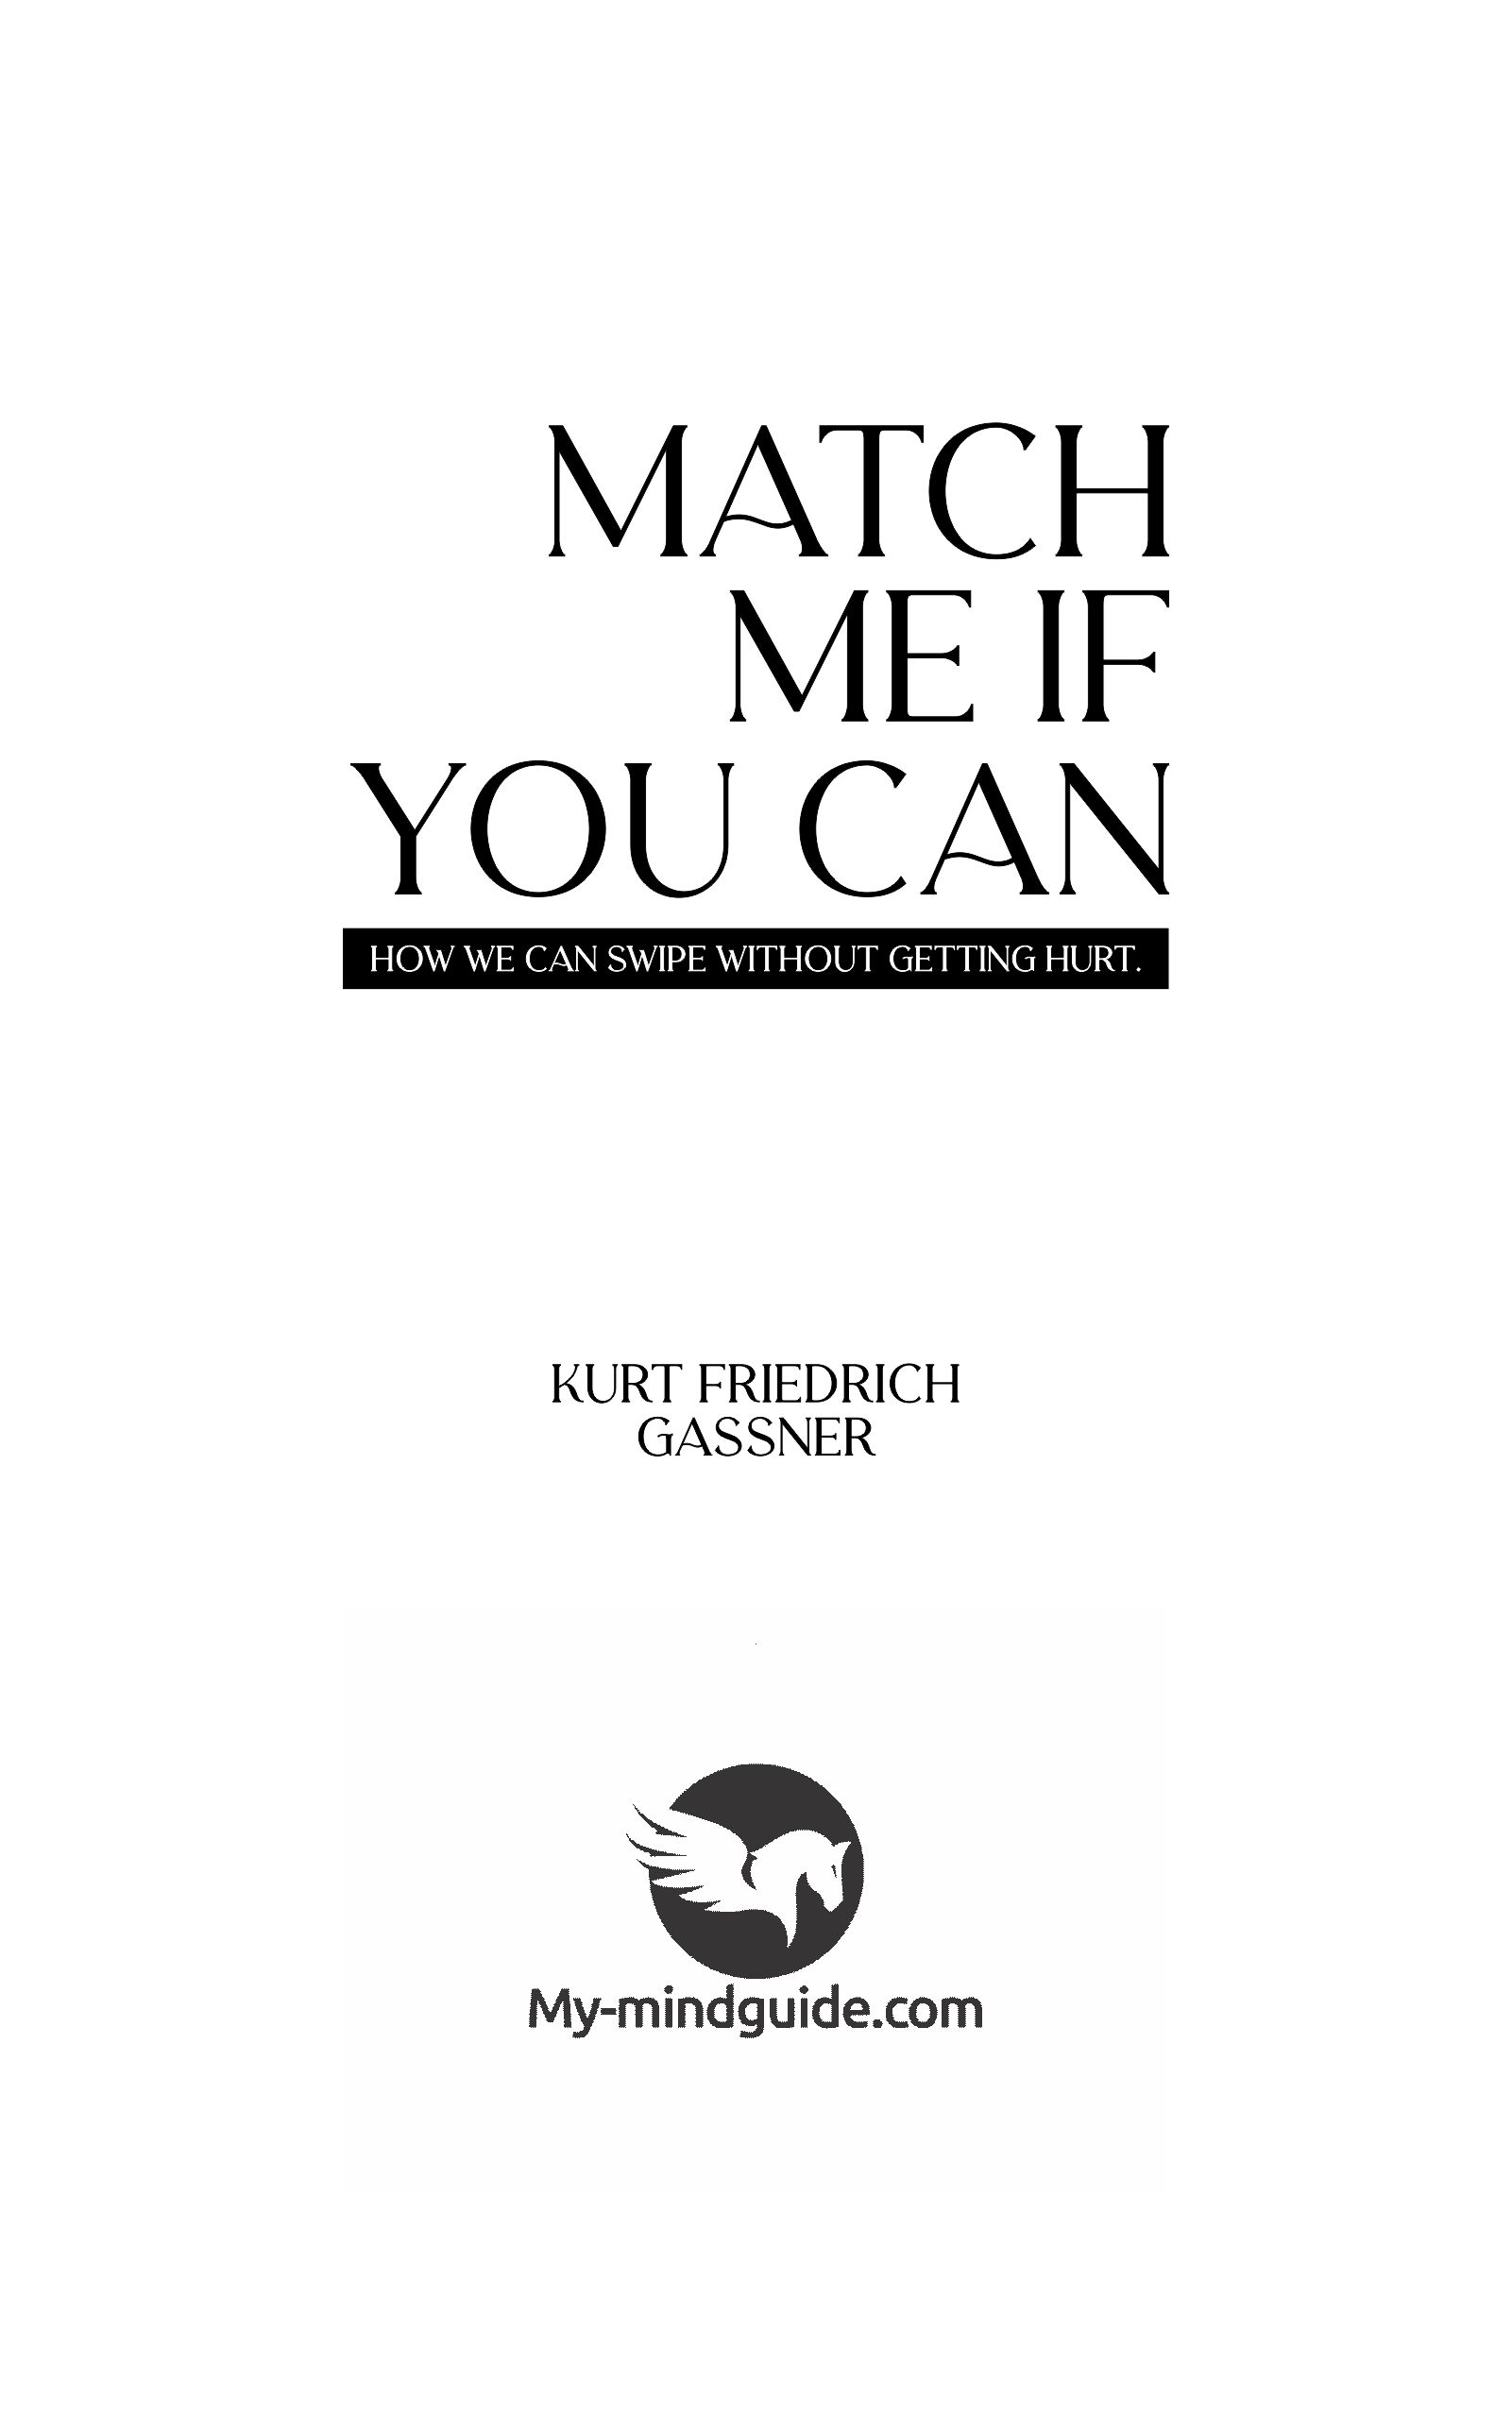 MATCH
ME IF
YOU CAN
HOW WE CAN SWIPE WITHOUT GETTING HURT.
KURT FRIEDRICH
GASSNER
My-mindguide.com